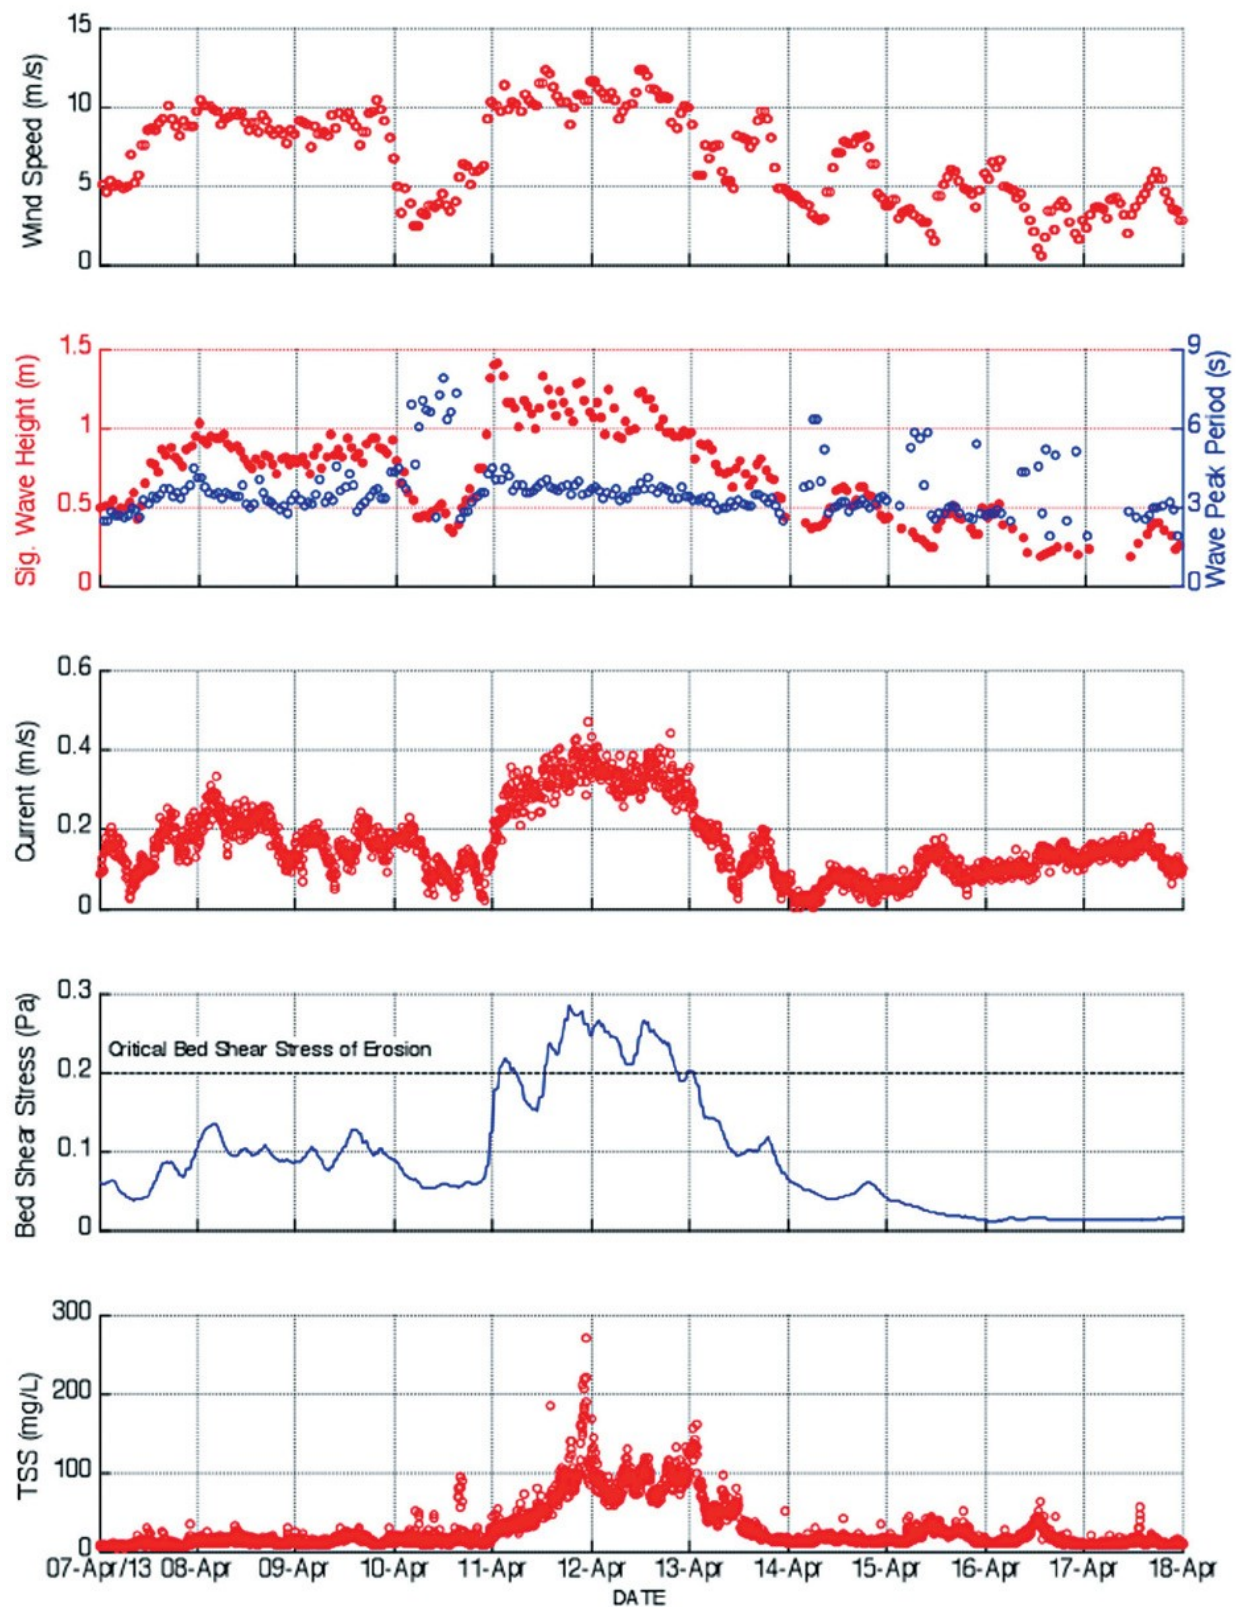 Wind Speed (m/s)
15
10
5
0
Sig. Wave Height (m)
1.5
1
0.5
0
9
6
3
0
Wave Peak Period (s)
Current (m/s)
0.6
0.4
0.2
0
Bed Shear Stress (Pa)
0.3
0.2
0.1
0
Critical Bed Shear Stress of Erosion
TSS (mg/L)
300
200
100
0
07-Apr/13 08-Apr 09-Apr 10-Apr 11-Apr 12-Apr 13-Apr 14-Apr 15-Apr 16-Apr 17-Apr 18-Apr
DATE